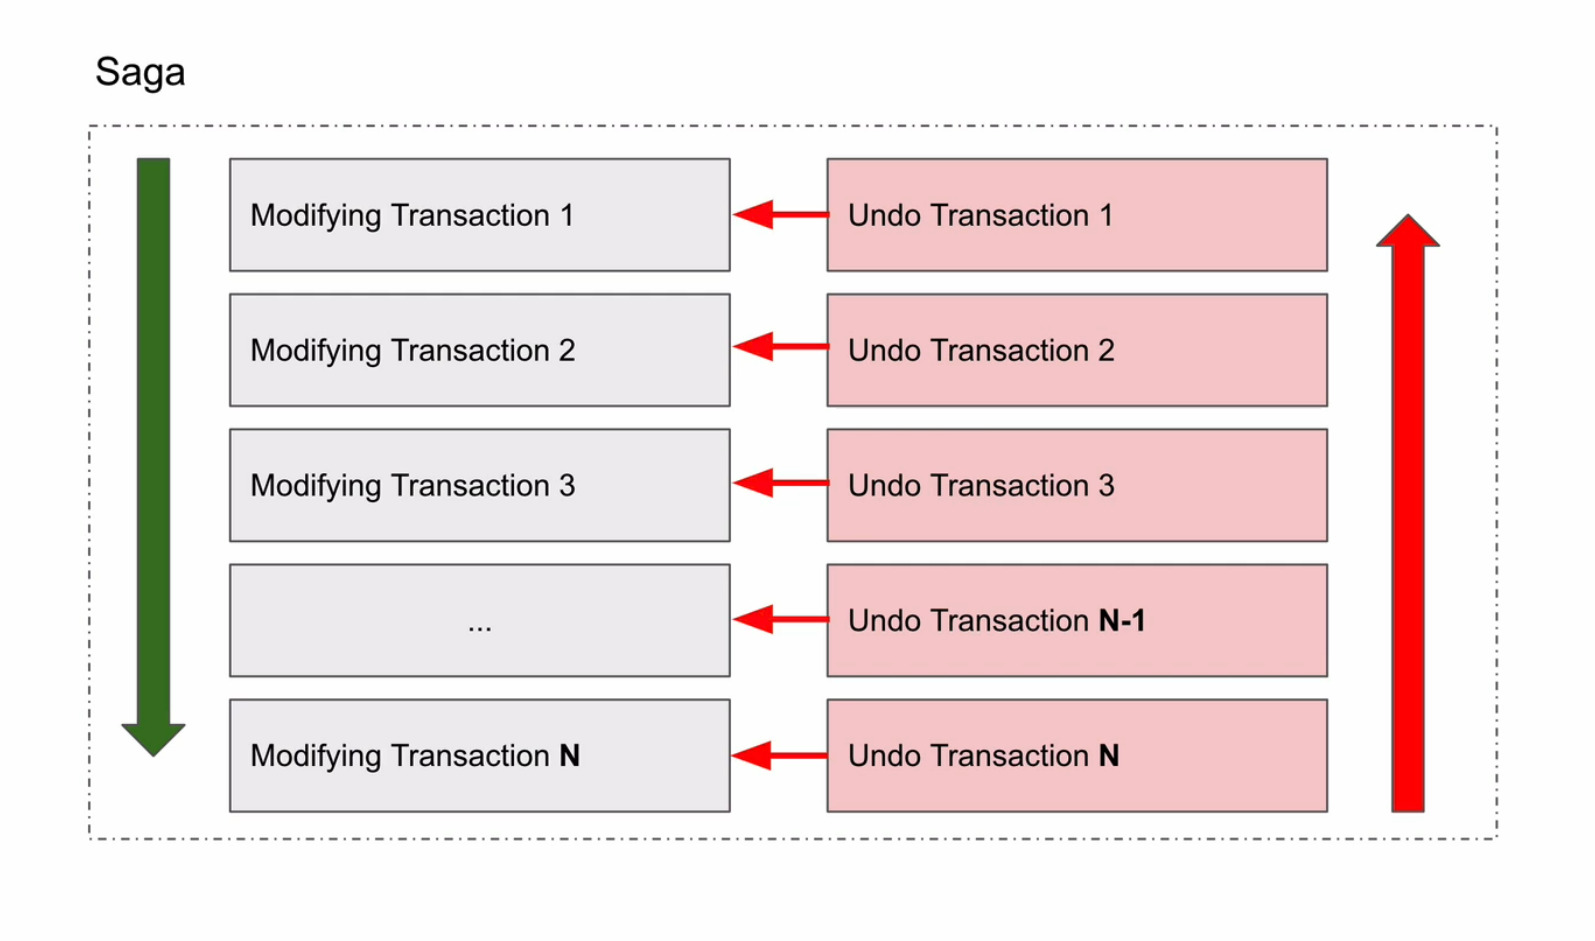 Saga
Modifying Transaction 1
Undo Transaction 1
Modifying Transaction 2
Undo Transaction 2
Modifying Transaction 3
Undo Transaction 3
...
Undo Transaction N-1
Modifying Transaction N
Undo Transaction N